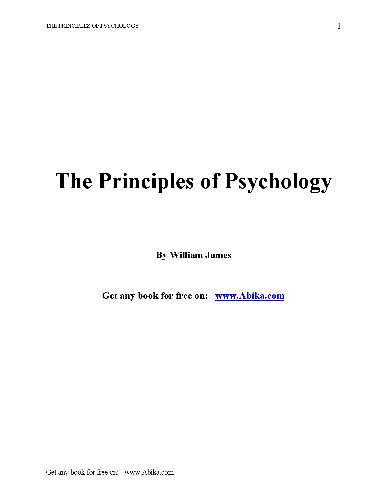 THE PRINCIPLES OF PSYCHOLOGY 1
The Principles of Psychology
By William James
Get any book for free on: www.Abika.com
Get any book for free on: www.Abika.com